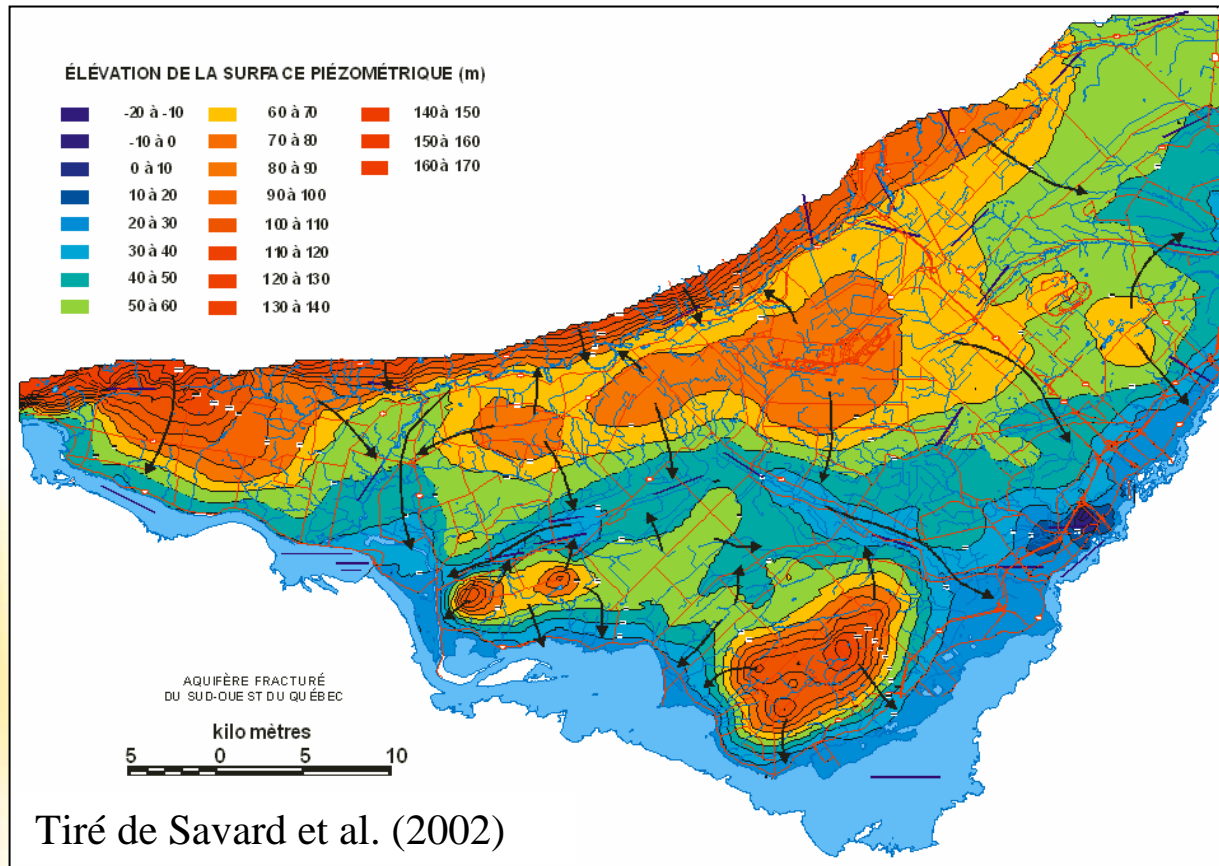 ÉLÉVATION DE LA SURFACE PIÉZOMÉTRIQUE (m)
-20 à -10
-10 à 0
0 à 10
10 à 20
20 à 30
30 à 40
40 à 50
50 à 60
60 à 70
70 à 80
80 à 90
90 à 100
100 à 110
110 à 120
120 à 130
130 à 140
140 à 150
150 à 160
160 à 170
AQUIFÈRE FRACTURÉ
DU SUD-OUEST DU QUÉBEC
kilo mètres
5 0 5 10
Tiré de Savard et al. (2002)